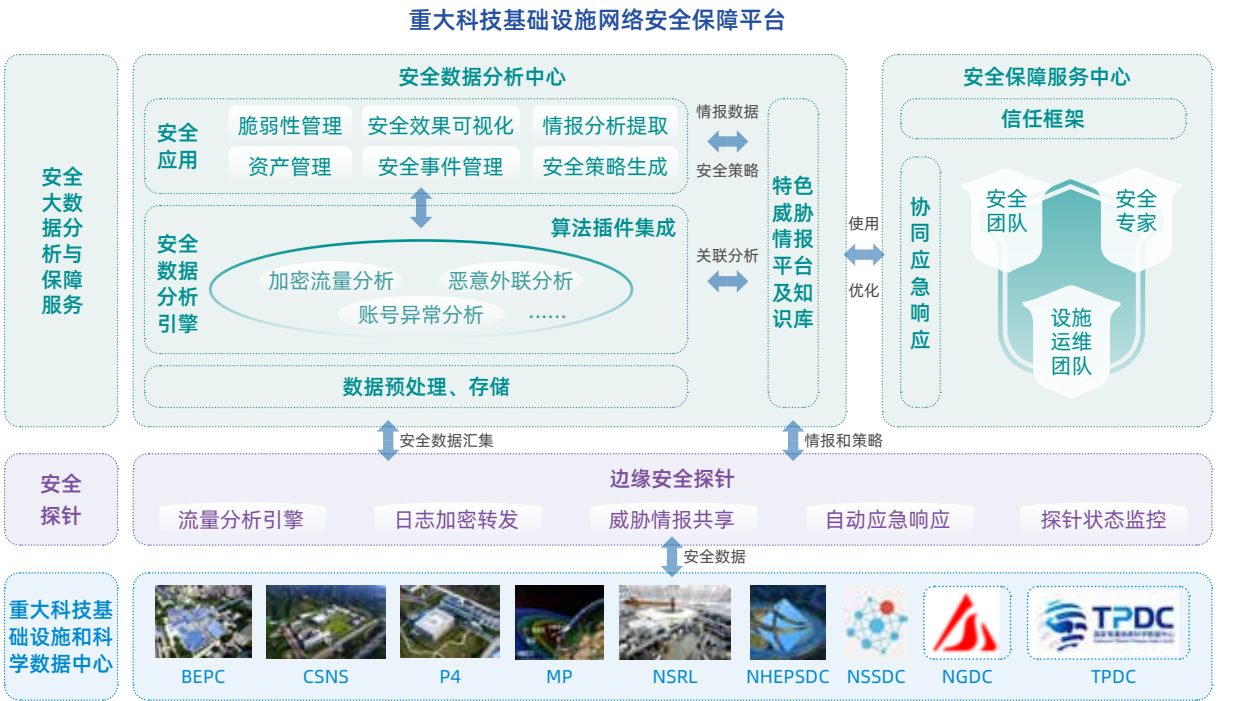 重大科技基础设施网络安全保障平台
安全
大数
据分
析与
保障
服务
安全数据分析中心
安全
应用
脆弱性管理
安全效果可视化
情报分析提取
资产管理
安全事件管理
安全策略生成
安全
数据
分析
引擎
算法插件集成
加密流量分析
恶意外联分析
账号异常分析
......
数据预处理、存储
情报数据
安全策略
关联分析
特色
威胁
情报
平台
及知
识库
使用
优化
安全保障服务中心
信任框架
协
同
应
急
响
应
安全
团队
安全
专家
设施
运维
团队
安全数据汇集
情报和策略
安全
探针
边缘安全探针
流量分析引擎
日志加密转发
威胁情报共享
自动应急响应
探针状态监控
安全数据
重大科技基
础设施和科
学数据中心
BEPC
CSNS
P4
MP
NSRL
NHEPSDC
NSSDC
NGDC
TPDC
TPDC